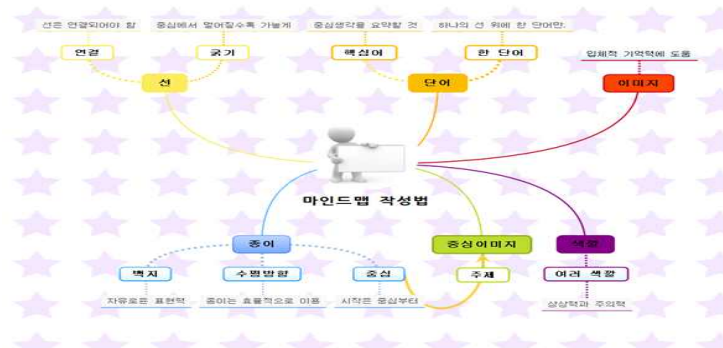 선은 연결되어야 함
중심에서 멀어질수록 가늘게
중심생각을 요약할 것
하나의 선 위에 한 단어만.
연결
굵기
핵심어
한 단어
입체적 기억력에 도움
선
단어
이미지
마인드맵 작성법
종이
중심이미지
색깔
백지
수평방향
중심
주제
여러 색깔
자유로운 표현력
종이는 효율적으로 이용
시작은 중심부터
상상력과 주의력